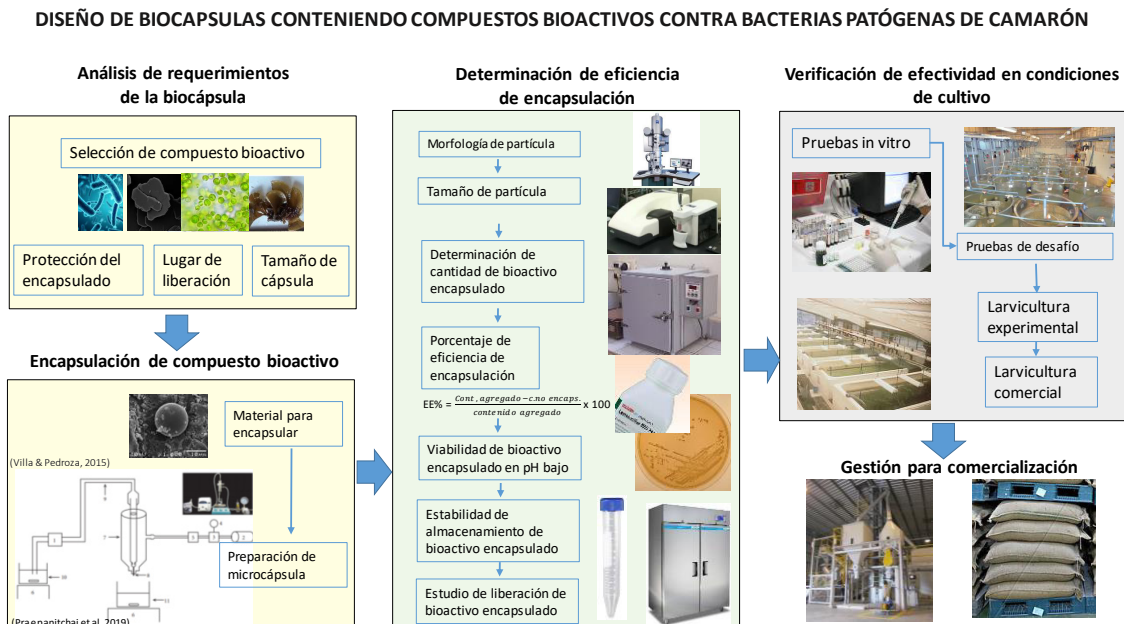 DISEÑO DE BIOCAPSULAS CONTENIENDO COMPUESTOS BIOACTIVOS CONTRA BACTERIAS PATÓGENAS DE CAMARÓN
Análisis de requerimientos
de la biocápsula
Selección de compuesto bioactivo
Protección del
encapsulado
Lugar de
liberación
Tamaño de
cápsula
Encapsulación de compuesto bioactivo
Material para
encapsular
(Villa & Pedroza, 2015)
Preparación de
microcápsula
(Praepanitchai et al. 2019)
Determinación de eficiencia
de encapsulación
Morfología de partícula
Tamaño de partícula
Determinación de
cantidad de bioactivo
encapsulado
Porcentaje de
eficiencia de
encapsulación
EE% = Cont, agregado −c.no encaps. / contenido agregado x 100
Viabilidad de bioactivo
encapsulado en pH bajo
Estabilidad de
almacenamiento de
bioactivo encapsulado
Estudio de liberación de
bioactivo encapsulado
Verificación de efectividad en condiciones
de cultivo
Pruebas in vitro
Pruebas de desafío
Larvicultura
experimental
Larvicultura
comercial
Gestión para comercialización